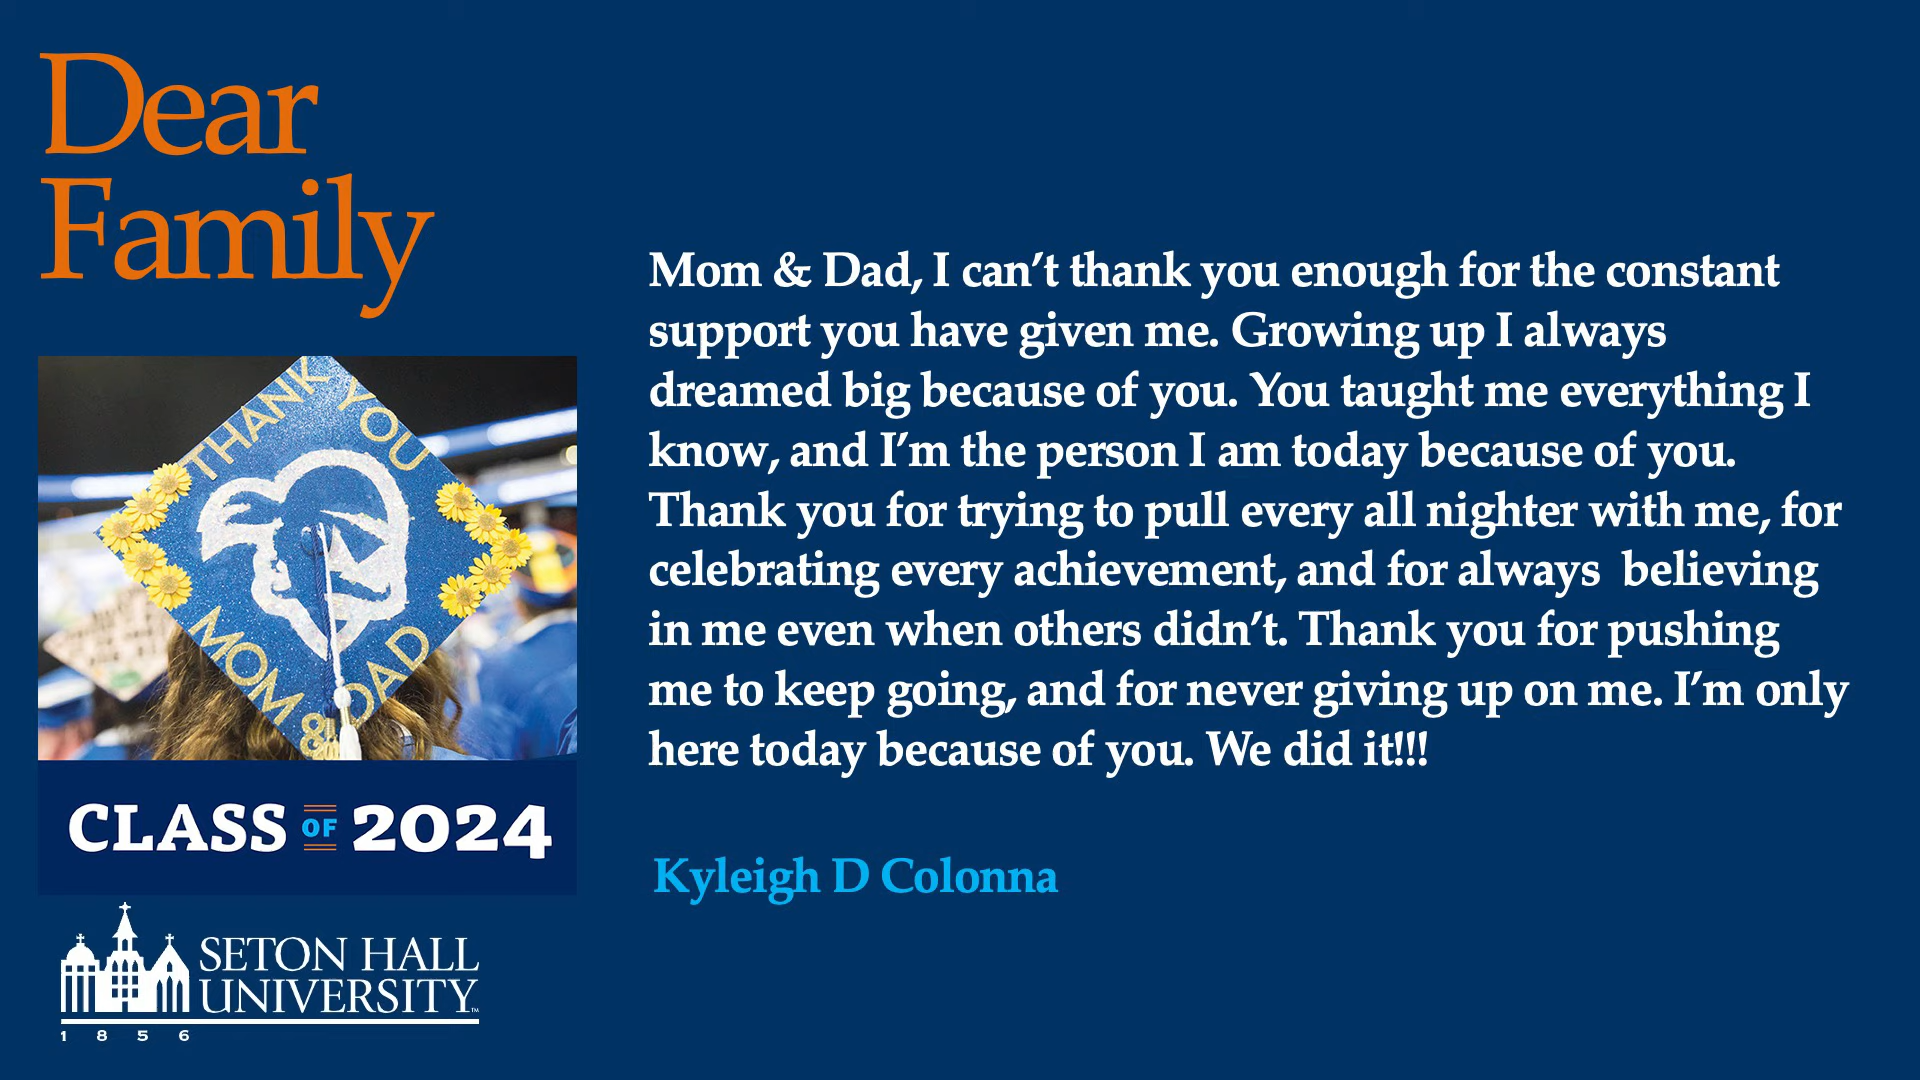 Dear
Family
THANK YOU
MOM & DAD
CLASS OF 2024
SETON HALL
UNIVERSITY™
1856
Mom & Dad, I can’t thank you enough for the constant
support you have given me. Growing up I always
dreamed big because of you. You taught me everything I
know, and I’m the person I am today because of you.
Thank you for trying to pull every all nighter with me, for
celebrating every achievement, and for always  believing
in me even when others didn’t. Thank you for pushing
me to keep going, and for never giving up on me. I’m only
here today because of you. We did it!!!
Kyleigh D Colonna